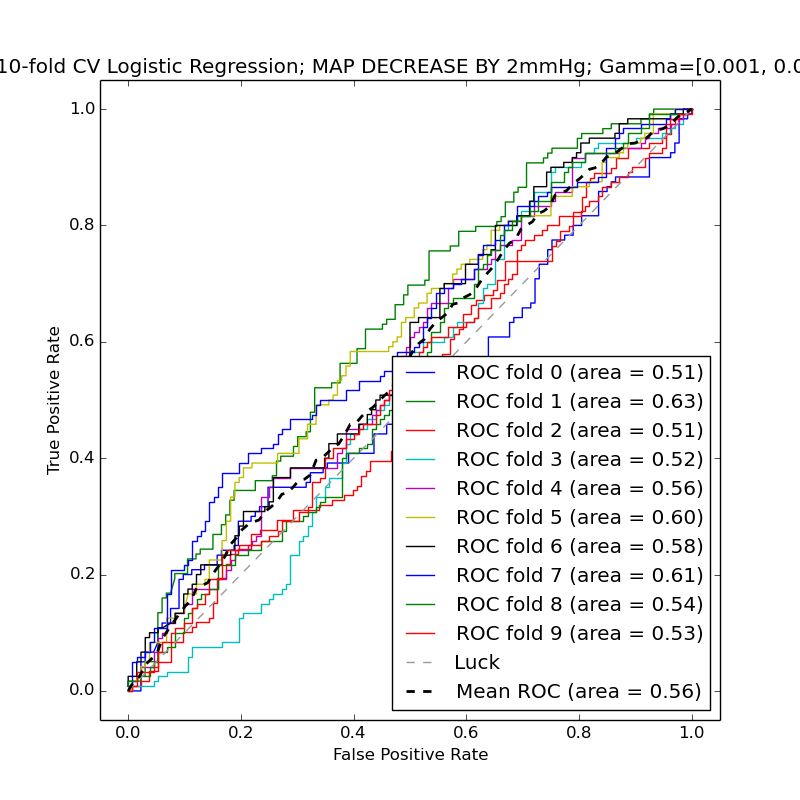 10-fold CV Logistic Regression; MAP DECREASE BY 2mmHg; Gamma=[0.001, 0.0
1.0
0.8
0.6
0.4
0.2
0.0
True Positive Rate
ROC fold 0 (area = 0.51)
ROC fold 1 (area = 0.63)
ROC fold 2 (area = 0.51)
ROC fold 3 (area = 0.52)
ROC fold 4 (area = 0.56)
ROC fold 5 (area = 0.60)
ROC fold 6 (area = 0.58)
ROC fold 7 (area = 0.61)
ROC fold 8 (area = 0.54)
ROC fold 9 (area = 0.53)
Luck
Mean ROC (area = 0.56)
0.0 0.2 0.4 0.6 0.8 1.0
False Positive Rate